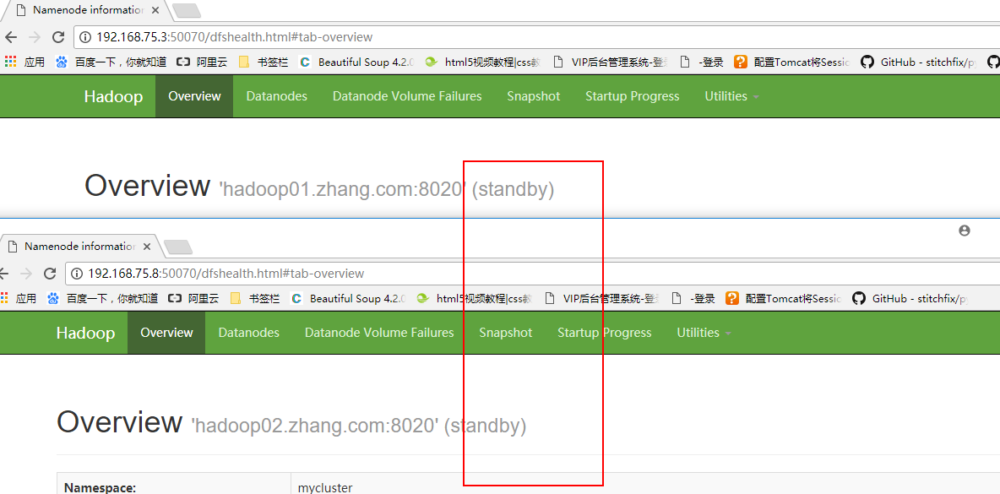 Namenode informatio
192.168.75.3:50070/dfshealth.html#tab-overview
应用 百度一下，你就知道 阿里云 书签栏 Beautiful Soup 4.2.0 html5视频教程|css教 VIP后台管理系统-登 -登录 配置Tomcat将Sessio GitHub - stitchfix/py
Hadoop Overview Datanodes Datanode Volume Failures Snapshot Startup Progress Utilities
Overview 'hadoop01.zhang.com:8020' (standby)
Namenode informatio
192.168.75.8:50070/dfshealth.html#tab-overview
应用 百度一下，你就知道 阿里云 书签栏 Beautiful Soup 4.2.0 html5视频教程|css教 VIP后台管理系统-登 -登录 配置Tomcat将Sessio GitHub - stitchfix/p
Hadoop Overview Datanodes Datanode Volume Failures Snapshot Startup Progress Utilities
Overview 'hadoop02.zhang.com:8020' (standby)
Namespace: mycluster